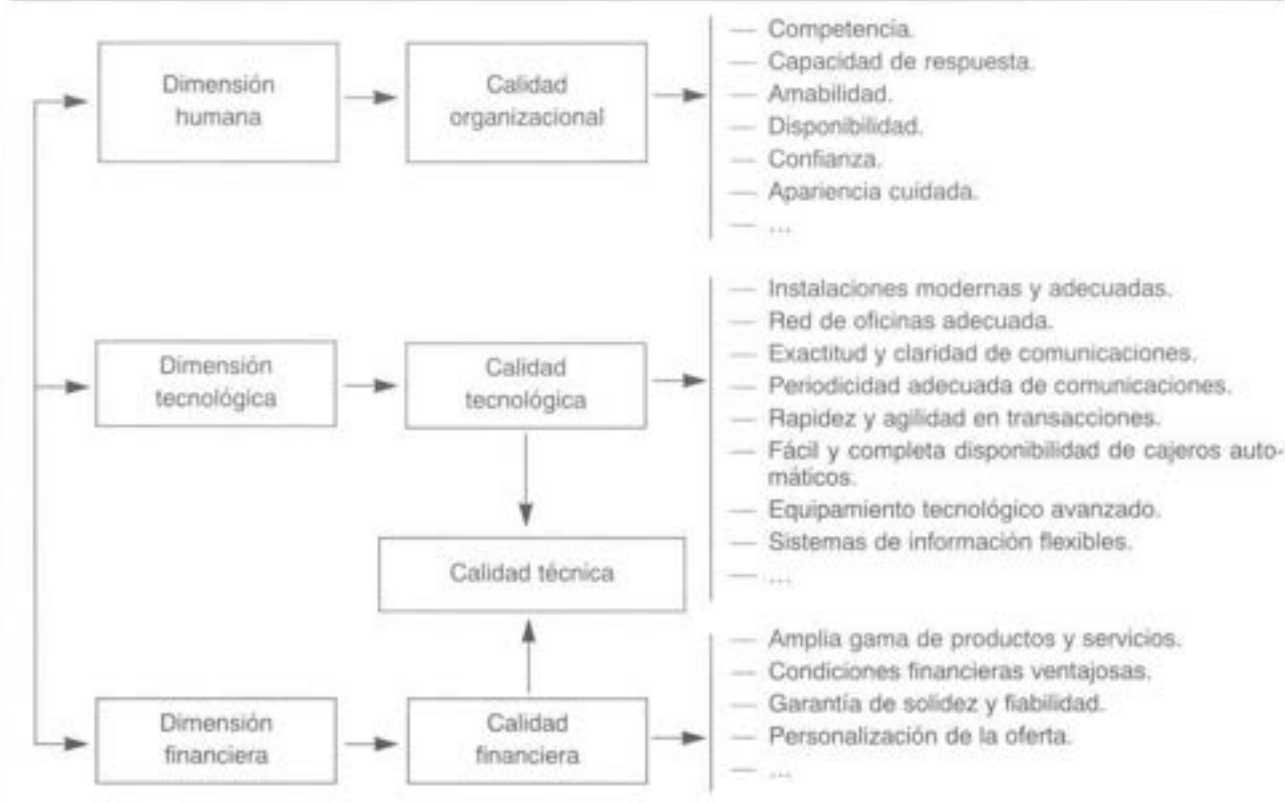 Dimensión
humana
Calidad
organizacional
— Competencia.
— Capacidad de respuesta.
— Amabilidad.
— Disponibilidad.
— Confianza.
— Apariencia cuidada.
— ...
Dimensión
tecnológica
Calidad
tecnológica
— Instalaciones modernas y adecuadas.
— Red de oficinas adecuada.
— Exactitud y claridad de comunicaciones.
— Periodicidad adecuada de comunicaciones.
— Rapidez y agilidad en transacciones.
— Fácil y completa disponibilidad de cajeros auto-
máticos.
— Equipamiento tecnológico avanzado.
— Sistemas de información flexibles.
— ...
Calidad técnica
Dimensión
financiera
Calidad
financiera
— Amplia gama de productos y servicios.
— Condiciones financieras ventajosas.
— Garantía de solidez y fiabilidad.
— Personalización de la oferta.
— ...